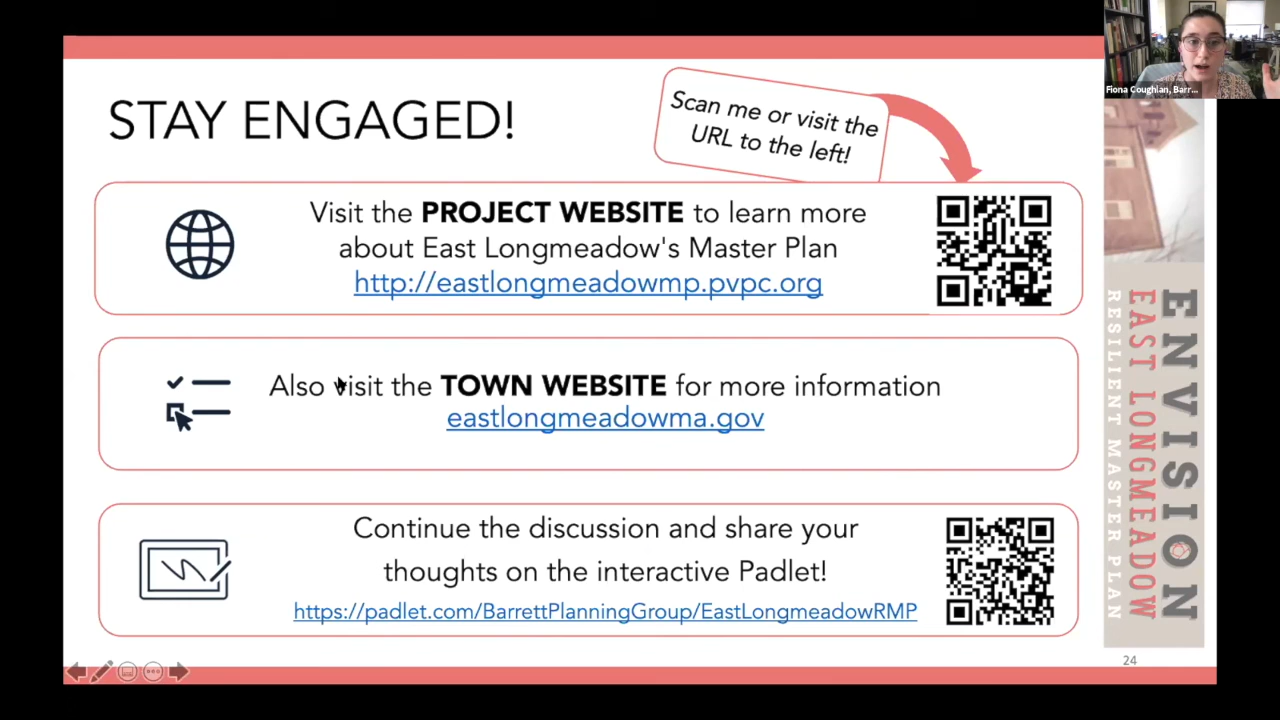 Fiona Coughlan, Barr...
STAY ENGAGED!
Scan me or visit the
URL to the left!
Visit the PROJECT WEBSITE to learn more
about East Longmeadow's Master Plan
http://eastlongmeadowmp.pvpc.org
Also visit the TOWN WEBSITE for more information
eastlongmeadowma.gov
Continue the discussion and share your
thoughts on the interactive Padlet!
https://padlet.com/BarrettPlanningGroup/EastLongmeadowRMP
ENVISION
EAST LONGMEADOW
RESILIENT MASTER PLAN
24